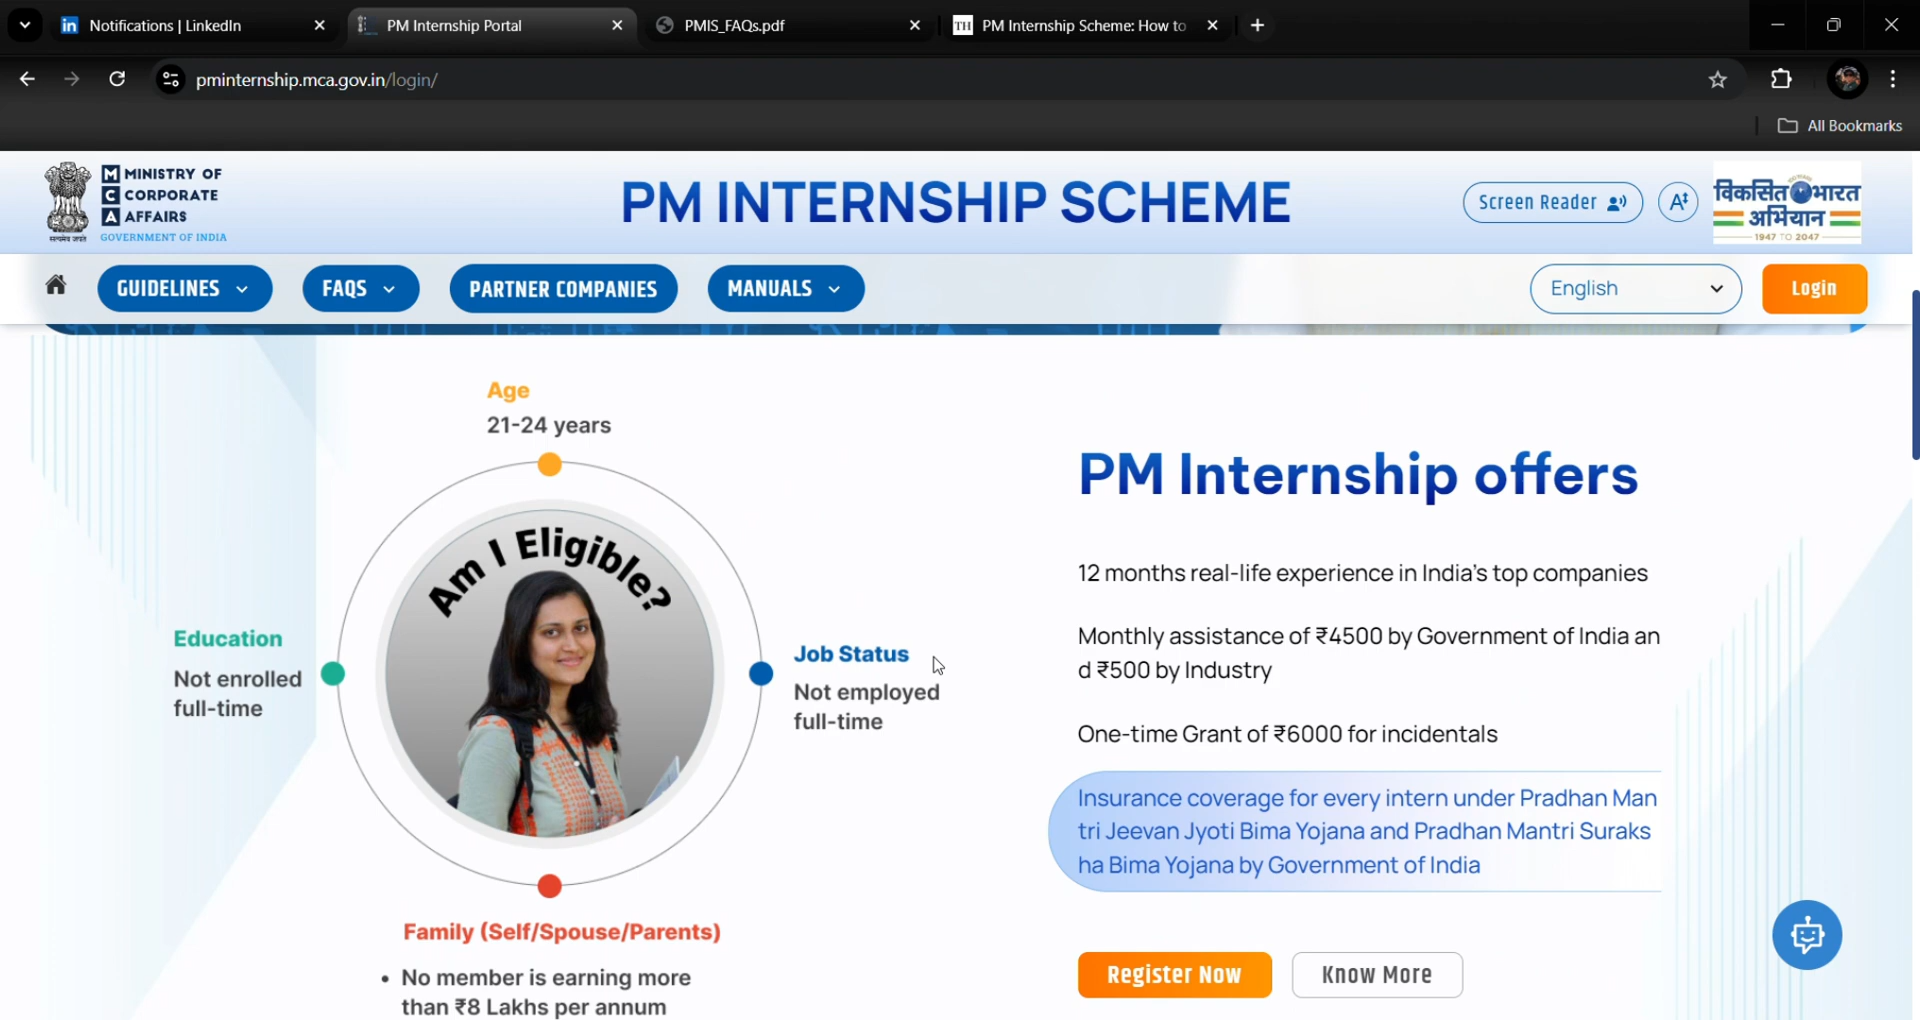 Notifications | LinkedIn
PM Internship Portal
PMIS_FAQs.pdf
TH PM Internship Scheme: How to
pminternship.mca.gov.in/login/
All Bookmarks
सत्यमेव जयते
MINISTRY OF
CORPORATE
AFFAIRS
GOVERNMENT OF INDIA
PM INTERNSHIP SCHEME
Screen Reader
A
विकसित भारत
अभियान
1947 TO 2047
GUIDELINES
FAQS
PARTNER COMPANIES
MANUALS
English
Login
Age
21-24 years
Am I Eligible?
Education
Not enrolled
full-time
Job Status
Not employed
full-time
Family (Self/Spouse/Parents)
• No member is earning more
than ₹8 Lakhs per annum
PM Internship offers
12 months real-life experience in India's top companies
Monthly assistance of ₹4500 by Government of India an
d ₹500 by Industry
One-time Grant of ₹6000 for incidentals
Insurance coverage for every intern under Pradhan Man
tri Jeevan Jyoti Bima Yojana and Pradhan Mantri Suraks
ha Bima Yojana by Government of India
Register Now
Know More